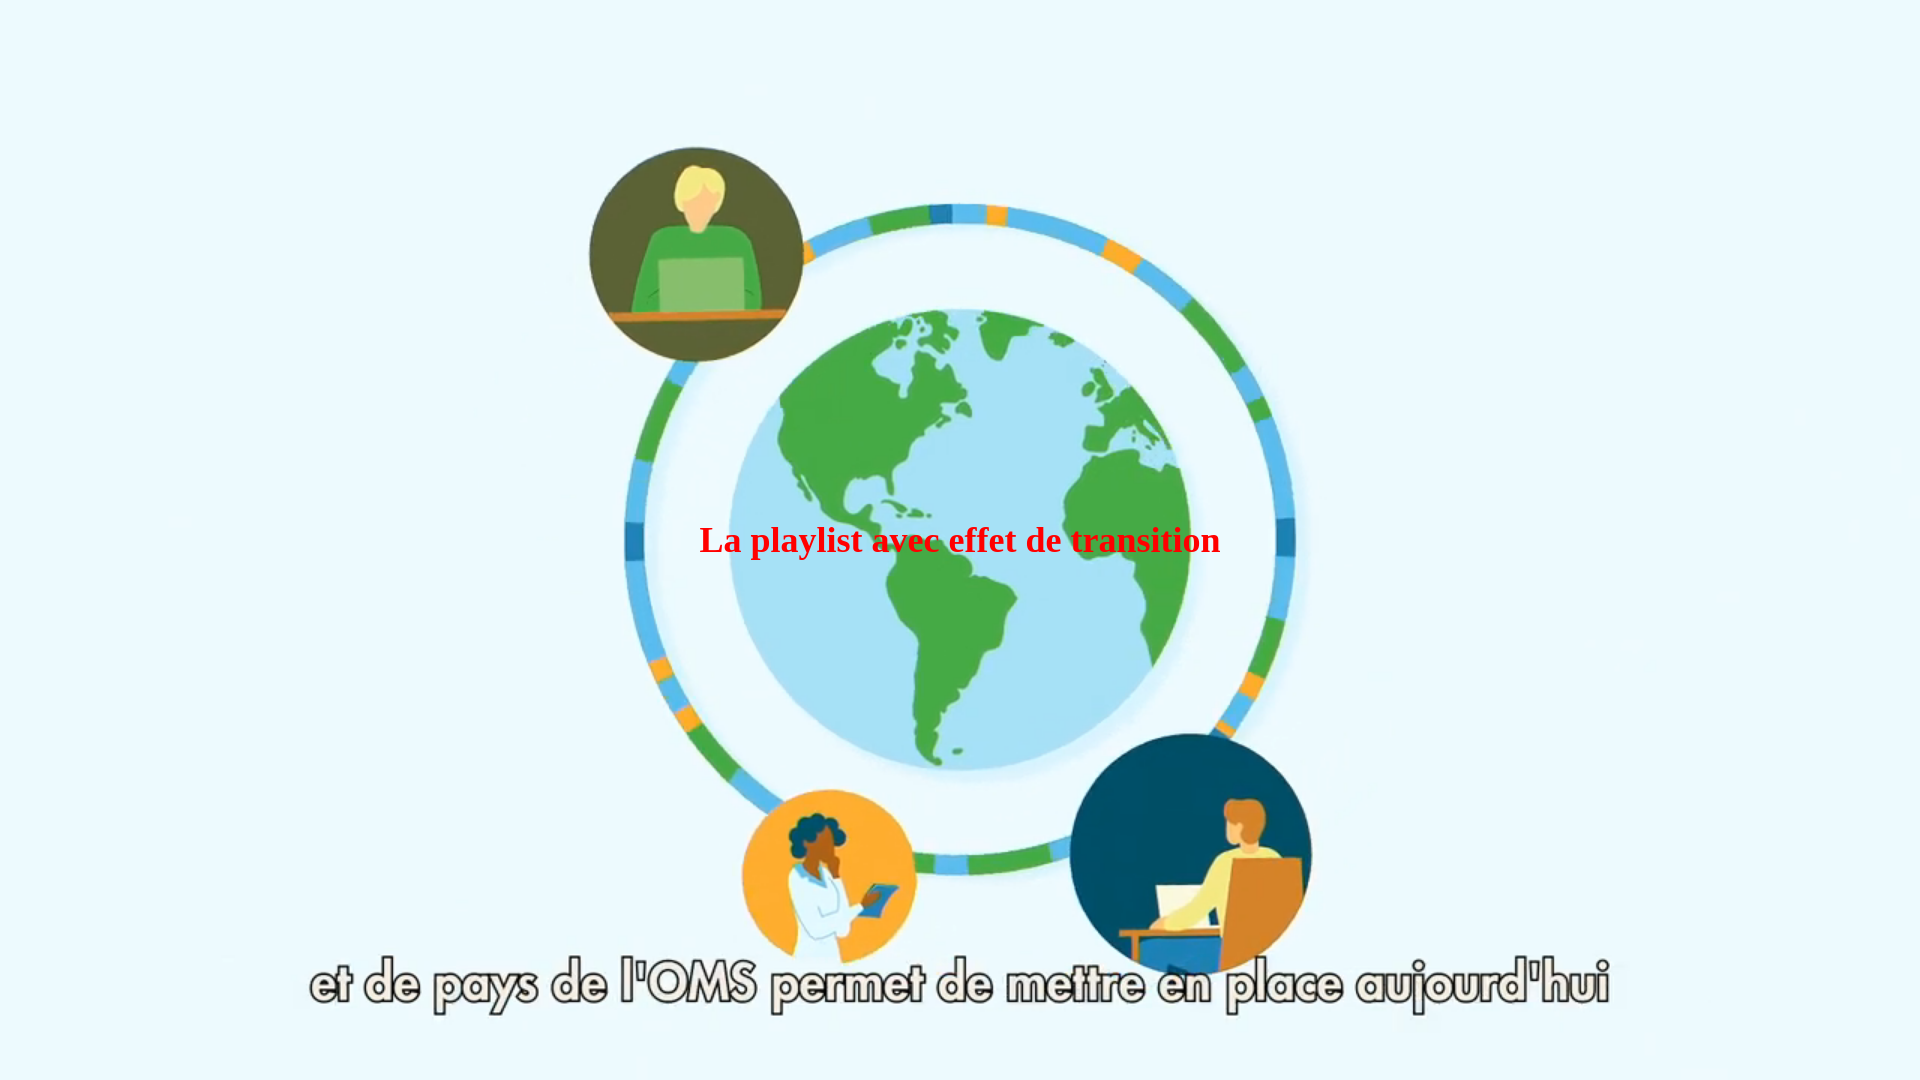 La playlist avec effet de transition
et de pays de l'OMS permet de mettre en place aujourd'hui